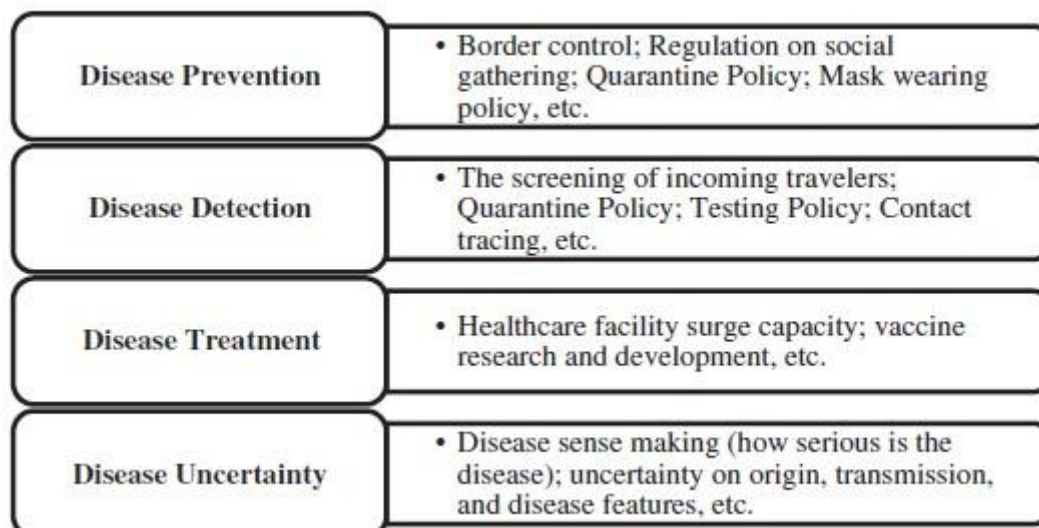 Disease Prevention
• Border control; Regulation on social
gathering; Quarantine Policy; Mask wearing
policy, etc.
Disease Detection
• The screening of incoming travelers;
Quarantine Policy; Testing Policy; Contact
tracing, etc.
Disease Treatment
• Healthcare facility surge capacity; vaccine
research and development, etc.
Disease Uncertainty
• Disease sense making (how serious is the
disease); uncertainty on origin, transmission,
and disease features, etc.